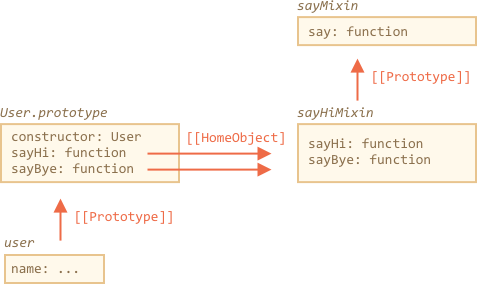 sayMixin
say: function
[[Prototype]]
User.prototype
sayHiMixin
constructor: User
sayHi: function
sayBye: function
[[HomeObject]
sayHi: function
sayBye: function
[[Prototype]]
user
name: ...